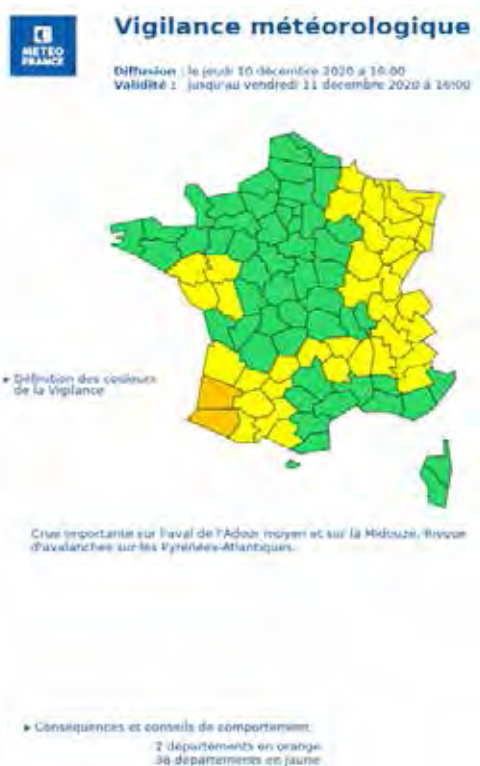 METEO
FRANCE
Vigilance météorologique
Diffusion : le jeudi 10 décembre 2020 à 16:00
Validité : jusqu'au vendredi 11 décembre 2020 à 16:00
▸ Définition des couleurs
de la Vigilance
Crue importante sur l'aval de l'Adour moyen et sur la Midouze. Risque
d'avalanches sur les Pyrénées-Atlantiques.
▸ Conséquences et conseils de comportement
2 départements en orange
36 départements en jaune